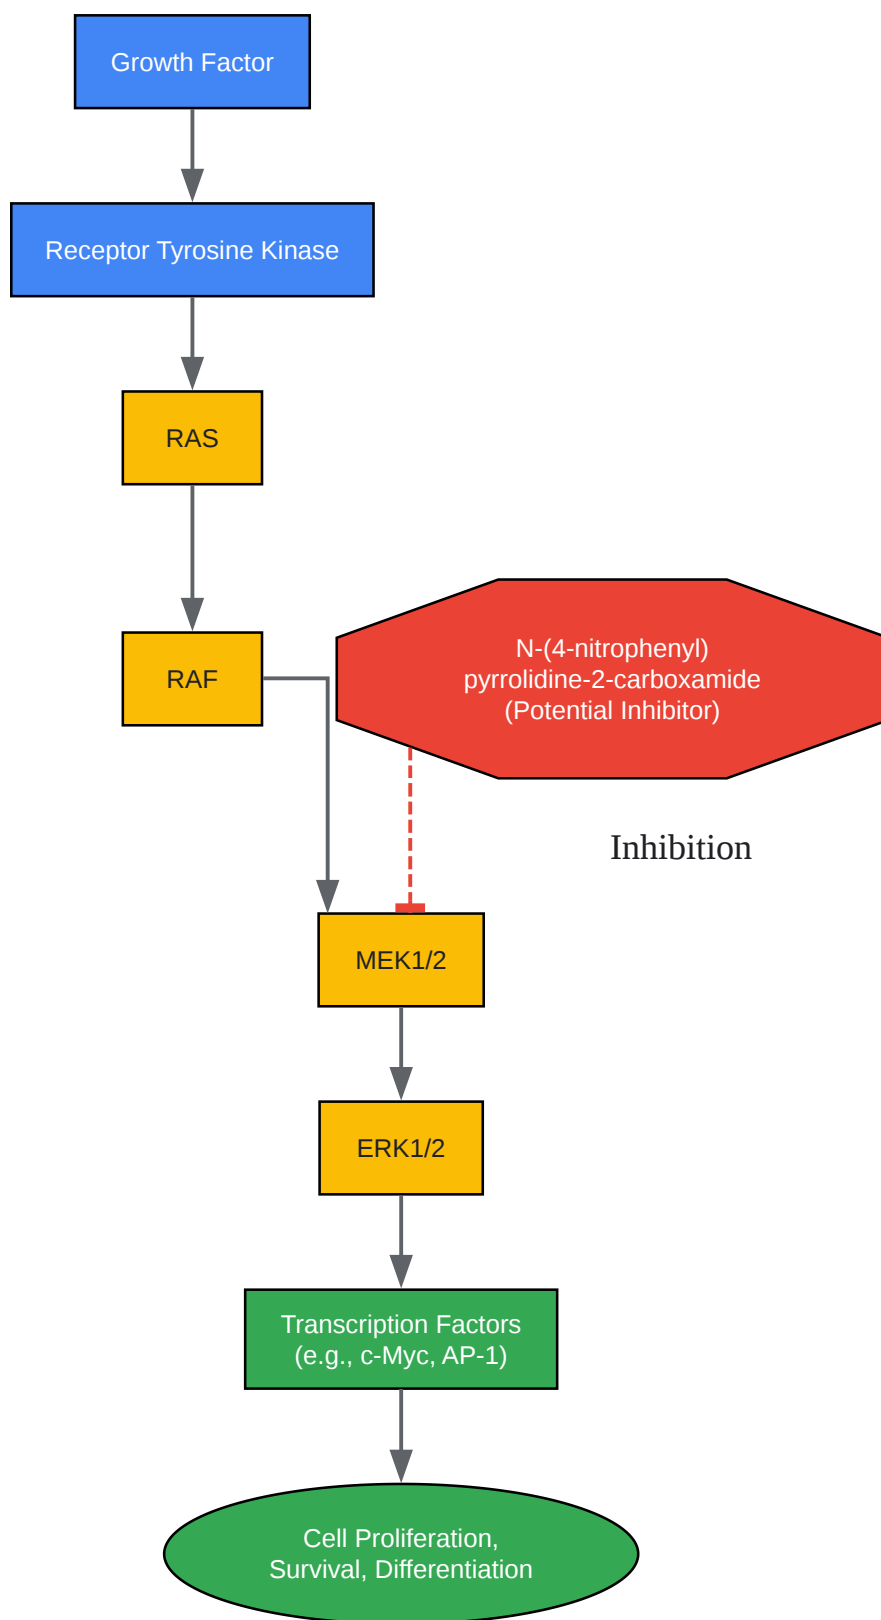 Growth Factor
Receptor Tyrosine Kinase
RAS
RAF
N-(4-nitrophenyl)
pyrrolidine-2-carboxamide
(Potential Inhibitor)
Inhibition
MEK1/2
ERK1/2
Transcription Factors
(e.g., c-Myc, AP-1)
Cell Proliferation,
Survival, Differentiation